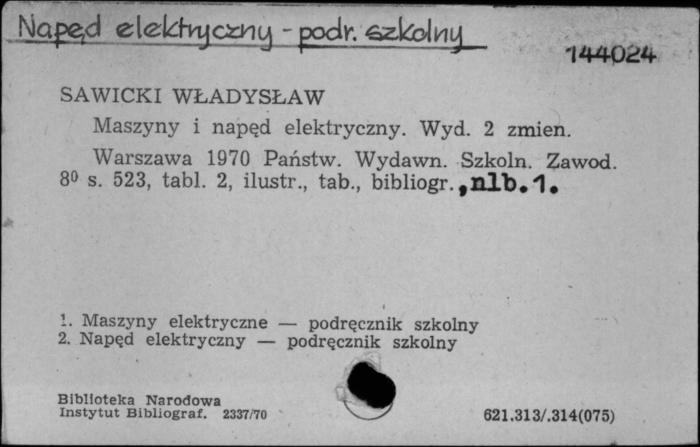 Napęd elektryczny - podr. szkolny
144024
SAWICKI WŁADYSŁAW
Maszyny i napęd elektryczny. Wyd. 2 zmien.
Warszawa 1970 Państw. Wydawn. Szkoln. Zawod.
8⁰ s. 523, tabl. 2, ilustr., tab., bibliogr.,nlb.1.
1. Maszyny elektryczne — podręcznik szkolny
2. Napęd elektryczny — podręcznik szkolny
Biblioteka Narodowa
Instytut Bibliograf. 2337/70
621.313/.314(075)